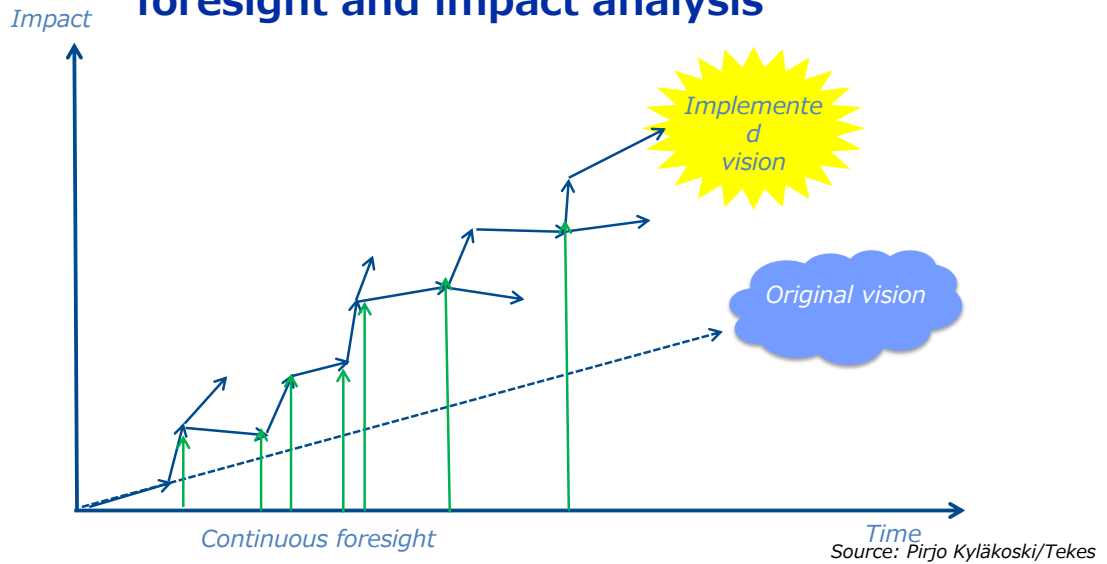 foresight and impact analysis
Impact
Implemente
d
vision
Original vision
Continuous foresight
Time
Source: Pirjo Kyläkoski/Tekes